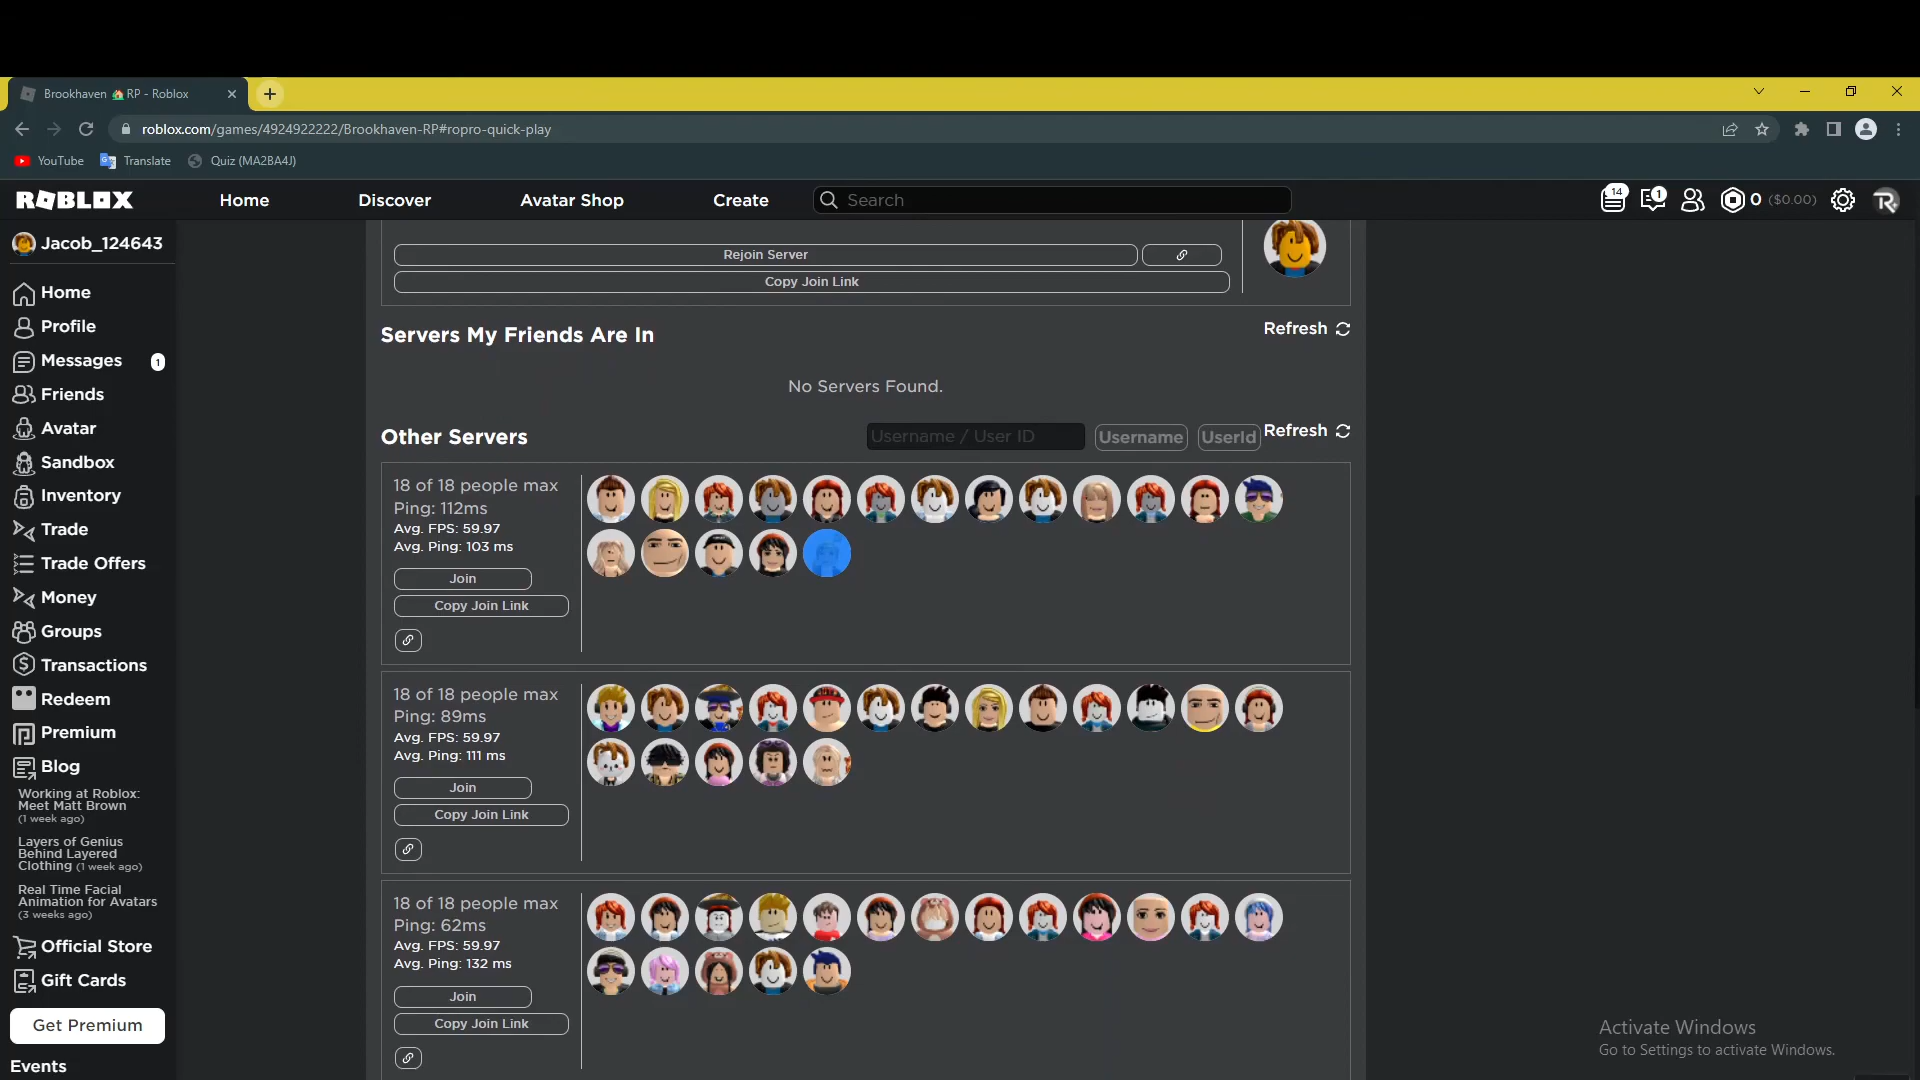 Brookhaven 🏠RP - Roblox
roblox.com/games/4924922222/Brookhaven-RP#ropro-quick-play
YouTube Translate Quiz (MA2BA4J)
ROBLOX Home Discover Avatar Shop Create Search 14 1 0 ($0.00)
Jacob_124643
Home
Profile
Messages 1
Friends
Avatar
Sandbox
Inventory
Trade
Trade Offers
Money
Groups
Transactions
Redeem
Premium
Blog
Working at Roblox:
Meet Matt Brown
(1 week ago)
Layers of Genius
Behind Layered
Clothing (1 week ago)
Real Time Facial
Animation for Avatars
(3 weeks ago)
Official Store
Gift Cards
Get Premium
Events
Rejoin Server
Copy Join Link
Servers My Friends Are In Refresh
No Servers Found.
Other Servers Username / User ID Username UserId Refresh
18 of 18 people max
Ping: 112ms
Avg. FPS: 59.97
Avg. Ping: 103 ms
Join
Copy Join Link
18 of 18 people max
Ping: 89ms
Avg. FPS: 59.97
Avg. Ping: 111 ms
Join
Copy Join Link
18 of 18 people max
Ping: 62ms
Avg. FPS: 59.97
Avg. Ping: 132 ms
Join
Copy Join Link
Activate Windows
Go to Settings to activate Windows.